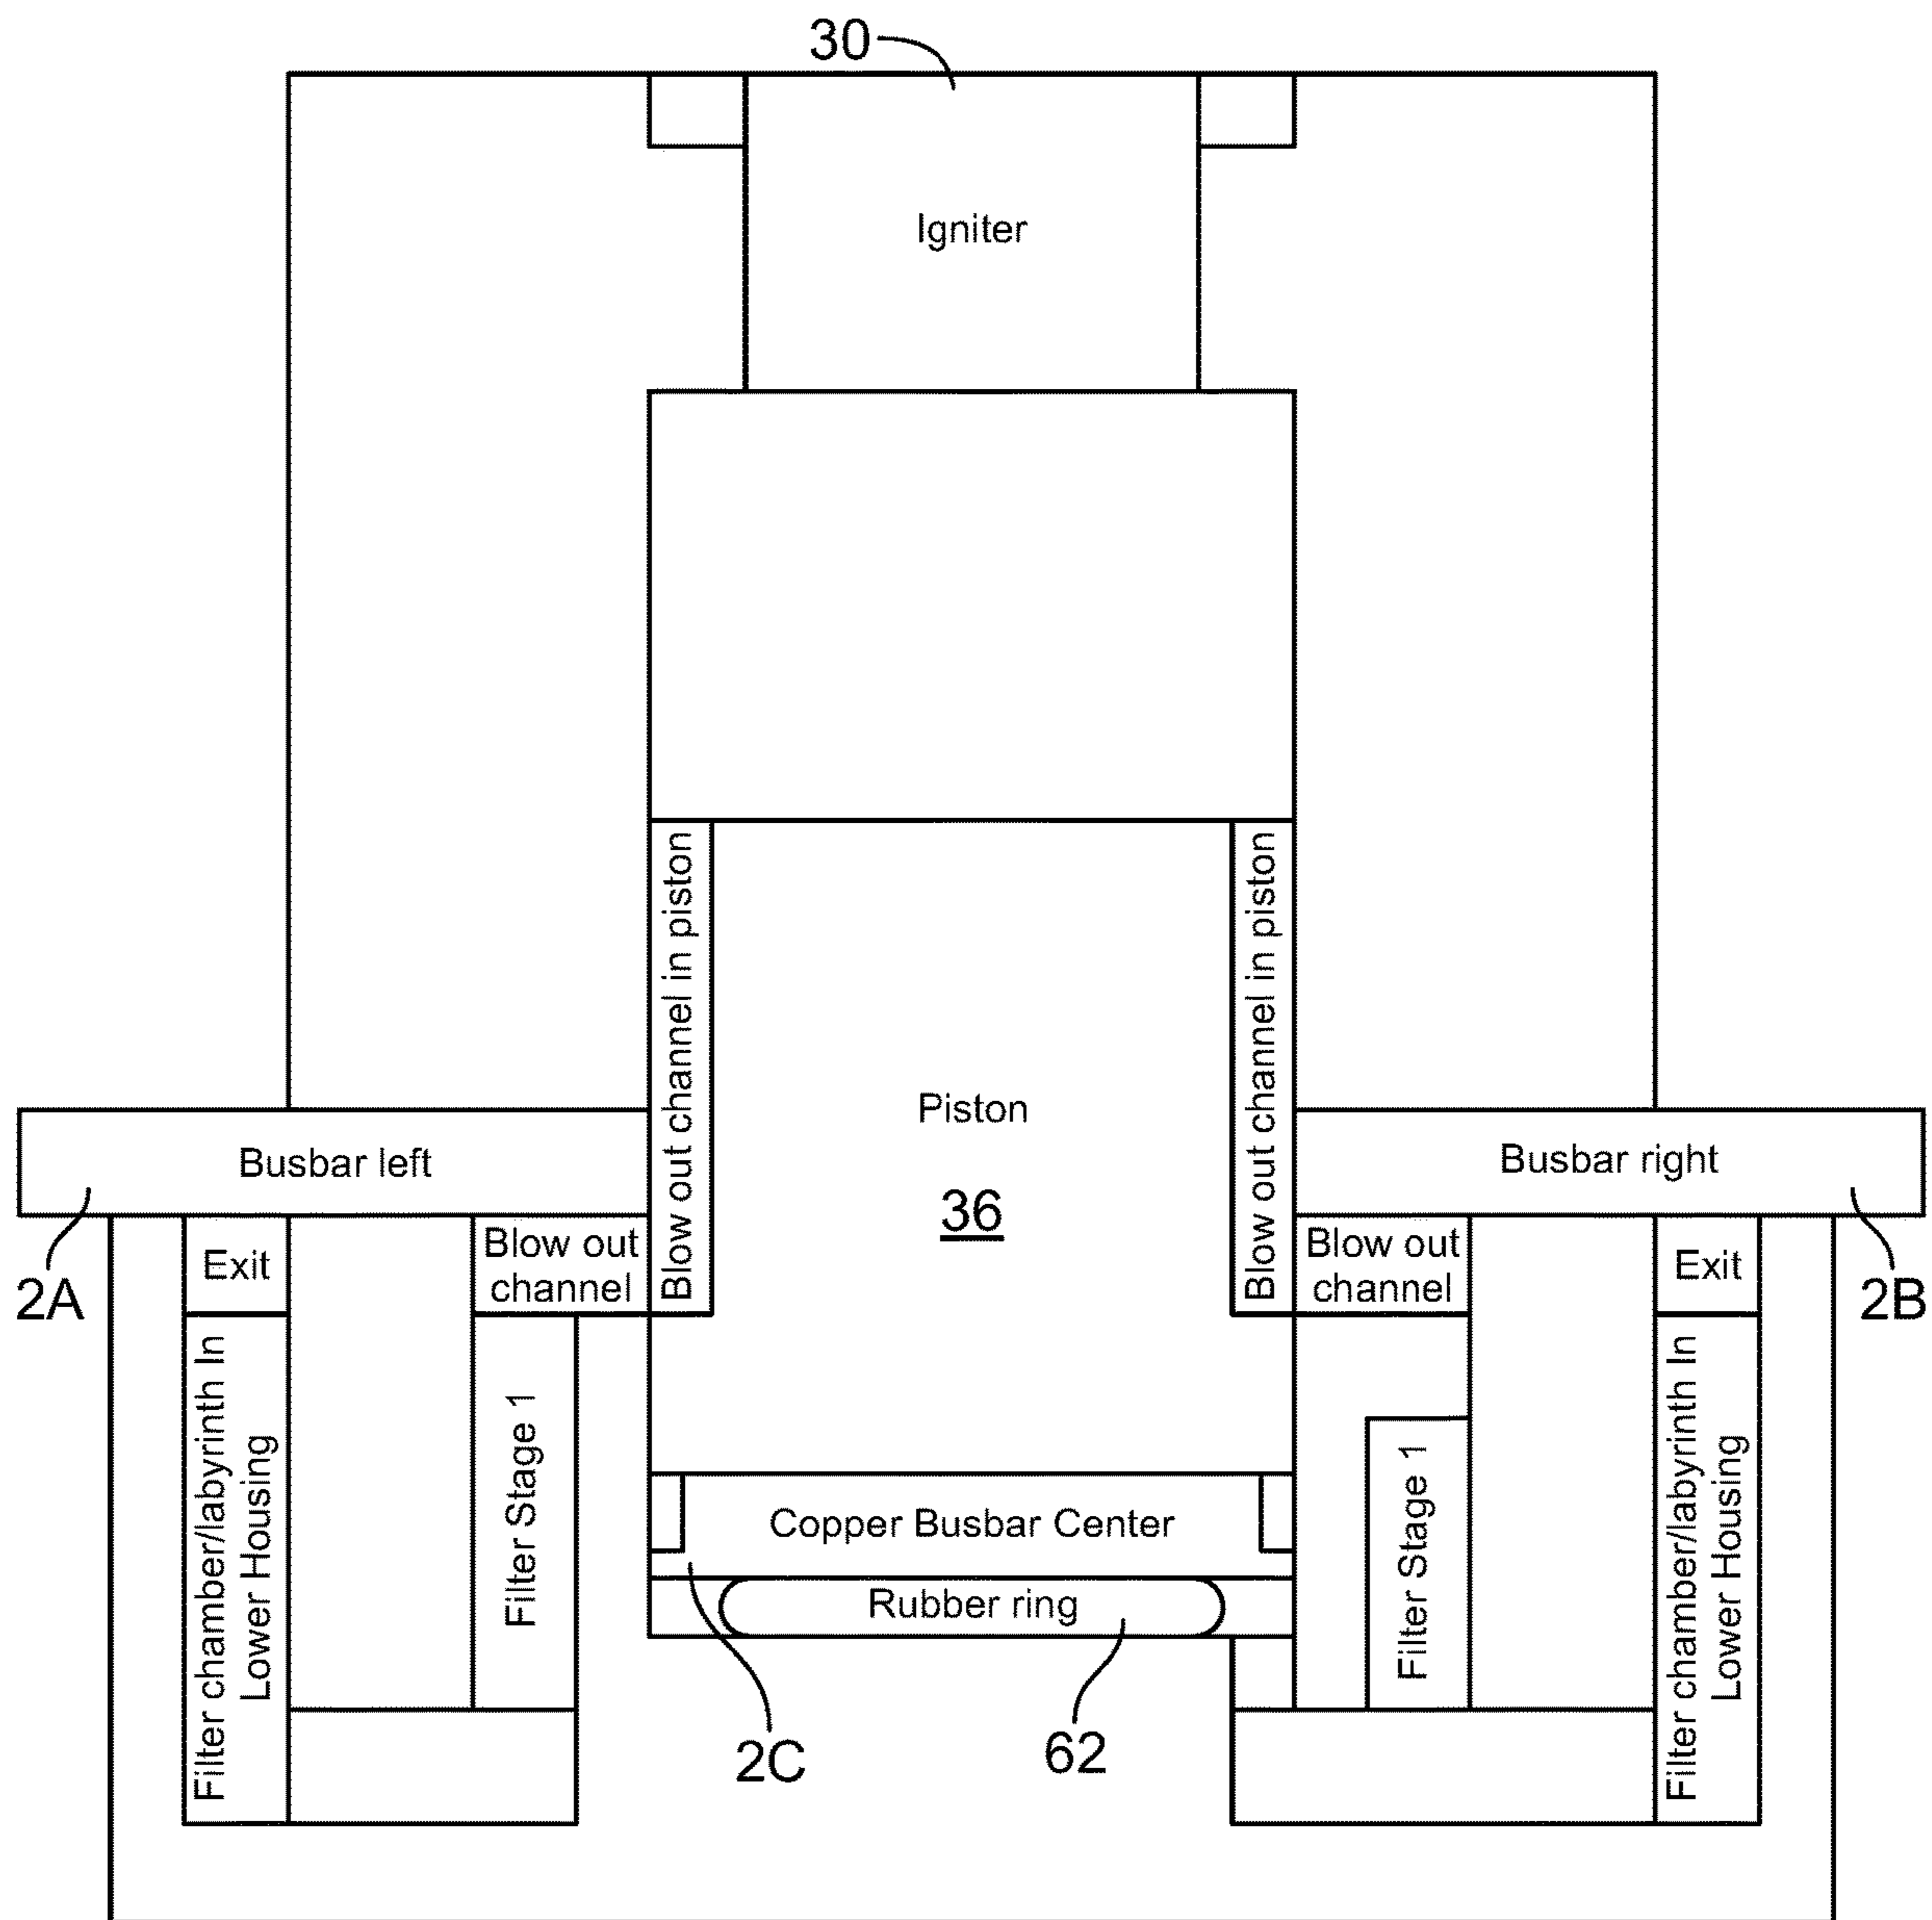 30
Igniter
Blow out channel in piston
Blow out channel in piston
Piston
36
Busbar left
Busbar right
2A
2B
Exit
Blow out
channel
Blow out
channel
Exit
Filter chamber/labyrinth In
Lower Housing
Filter Stage 1
Filter Stage 1
Filter chamber/labyrinth In
Lower Housing
Copper Busbar Center
Rubber ring
2C
62